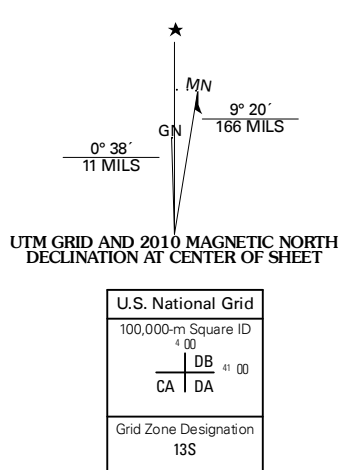 ★
MN
GN
9° 20´
166 MILS
0° 38´
11 MILS
UTM GRID AND 2010 MAGNETIC NORTH
DECLINATION AT CENTER OF SHEET
U.S. National Grid
100,000-m Square ID
4 00
DB 41 00
CA DA
Grid Zone Designation
13S